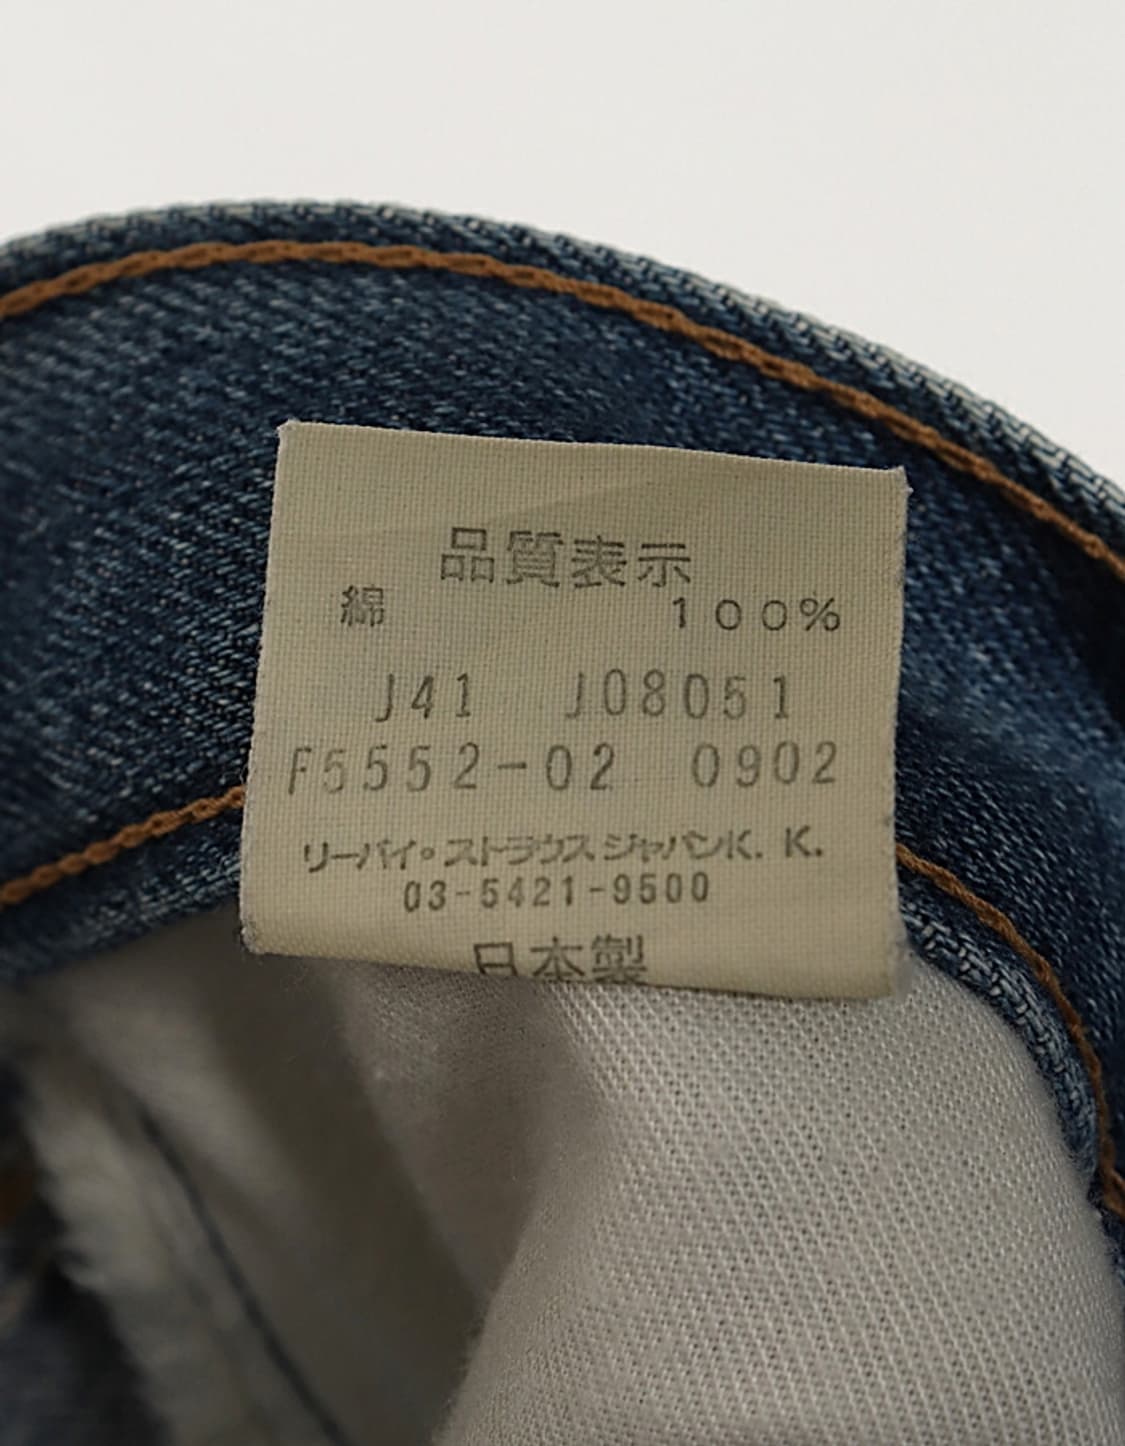 品質表示
綿 100%
J41 J08051
F5552-02 0902
リーバイ・ストラウスジャパンK. K.
03-5421-9500
日本製